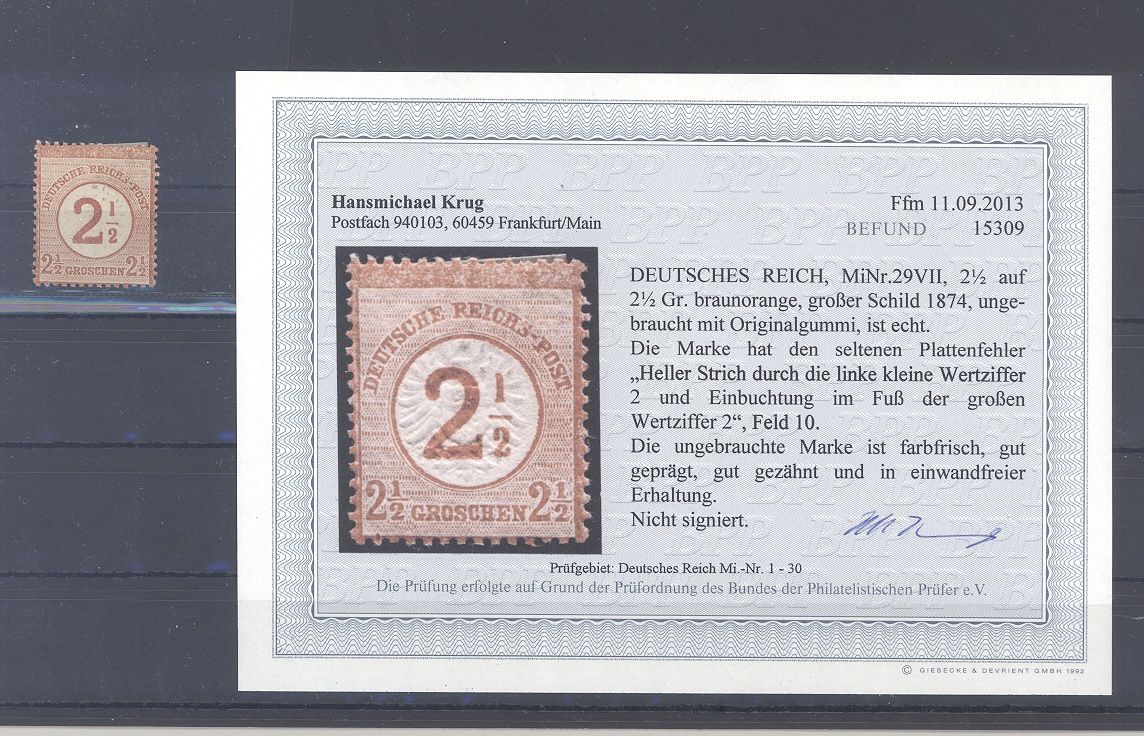 DEUTSCHE REICHS-POST
2 1/2
2 1/2 GROSCHEN 2 1/2
Hansmichael Krug
Postfach 940103, 60459 Frankfurt/Main
Ffm 11.09.2013
BEFUND 15309
DEUTSCHE REICHS-POST
2 1/2
2 1/2 GROSCHEN 2 1/2
DEUTSCHES REICH, MiNr.29VII, 2½ auf
2½ Gr. braunorange, großer Schild 1874, unge-
braucht mit Originalgummi, ist echt.
Die Marke hat den seltenen Plattenfehler
„Heller Strich durch die linke kleine Wertziffer
2 und Einbuchtung im Fuß der großen
Wertziffer 2“, Feld 10.
Die ungebrauchte Marke ist farbfrisch, gut
geprägt, gut gezähnt und in einwandfreier
Erhaltung.
Nicht signiert.
Prüfgebiet: Deutsches Reich Mi.-Nr. 1 - 30
Die Prüfung erfolgte auf Grund der Prüfordnung des Bundes der Philatelistischen Prüfer e.V.
© GIESECKE & DEVRIENT GMBH 1992